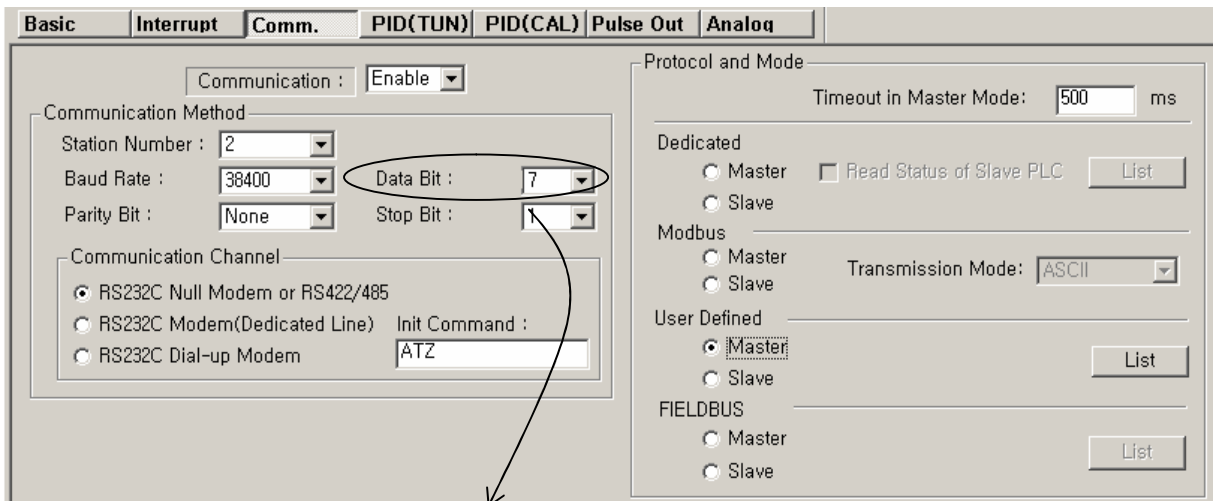 Basic Interrupt Comm. PID(TUN) PID(CAL) Pulse Out Analog
Communication : Enable
Communication Method
Station Number : 2
Baud Rate : 38400 Data Bit : 7
Parity Bit : None Stop Bit : 1
Communication Channel
RS232C Null Modem or RS422/485
RS232C Modem(Dedicated Line) Init Command :
RS232C Dial-up Modem ATZ
Protocol and Mode
Timeout in Master Mode: 500 ms
Dedicated
Master Read Status of Slave PLC List
Slave
Modbus
Master Transmission Mode: ASCII
Slave
User Defined
Master List
Slave
FIELDBUS
Master List
Slave